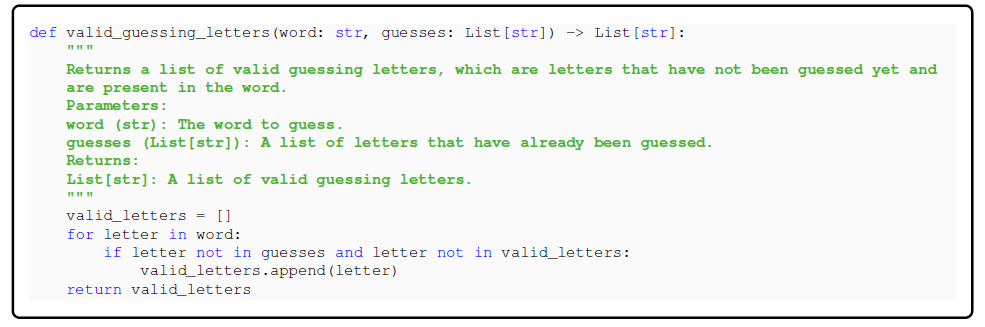 def valid_guessing_letters(word: str, guesses: List[str]) -> List[str]:
    """
    Returns a list of valid guessing letters, which are letters that have not been guessed yet and
    are present in the word.
    Parameters:
    word (str): The word to guess.
    guesses (List[str]): A list of letters that have already been guessed.
    Returns:
    List[str]: A list of valid guessing letters.
    """
    valid_letters = []
    for letter in word:
        if letter not in guesses and letter not in valid_letters:
            valid_letters.append(letter)
    return valid_letters